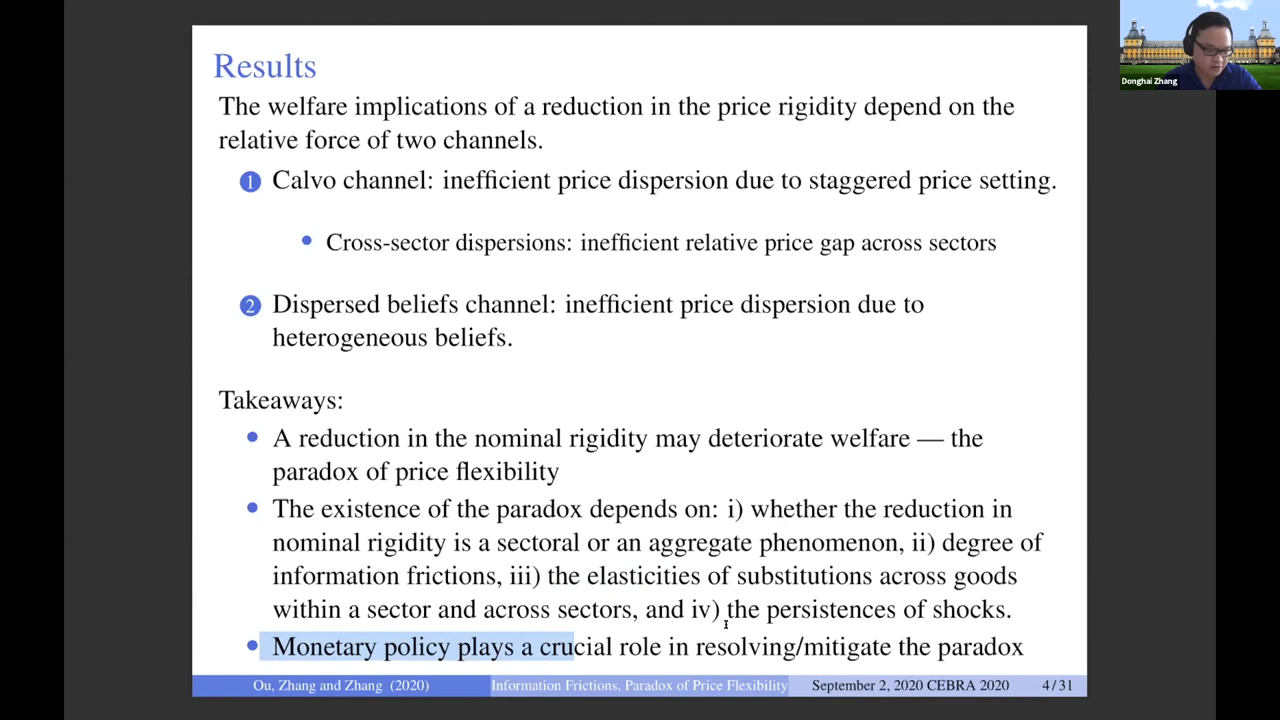 Results
The welfare implications of a reduction in the price rigidity depend on the
relative force of two channels.
1 Calvo channel: inefficient price dispersion due to staggered price setting.
• Cross-sector dispersions: inefficient relative price gap across sectors
2 Dispersed beliefs channel: inefficient price dispersion due to
heterogeneous beliefs.
Takeaways:
• A reduction in the nominal rigidity may deteriorate welfare — the
paradox of price flexibility
• The existence of the paradox depends on: i) whether the reduction in
nominal rigidity is a sectoral or an aggregate phenomenon, ii) degree of
information frictions, iii) the elasticities of substitutions across goods
within a sector and across sectors, and iv) the persistences of shocks.
• Monetary policy plays a crucial role in resolving/mitigate the paradox
Ou, Zhang and Zhang (2020) Information Frictions, Paradox of Price Flexibility September 2, 2020 CEBRA 2020 4 / 31
Donghai Zhang